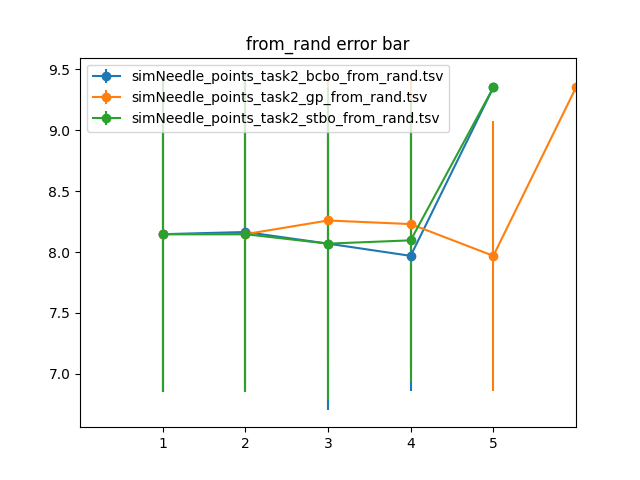 from_rand error bar
simNeedle_points_task2_bcbo_from_rand.tsv
simNeedle_points_task2_gp_from_rand.tsv
simNeedle_points_task2_stbo_from_rand.tsv
9.5
9.0
8.5
8.0
7.5
7.0
1 2 3 4 5